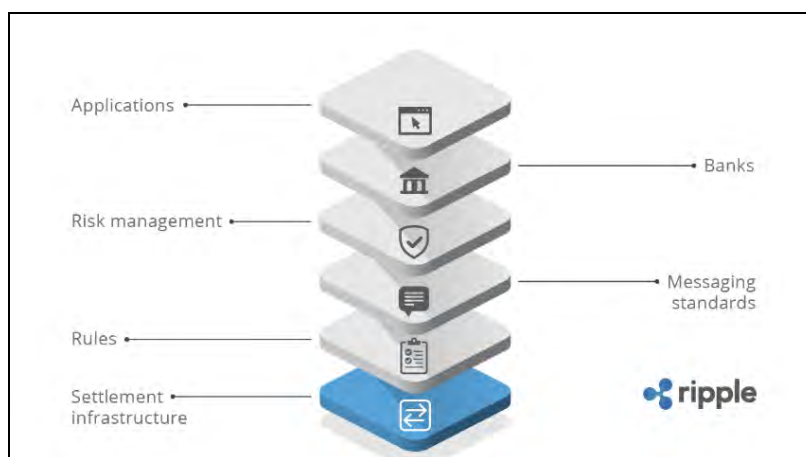 Applications
Banks
Risk management
Messaging
standards
Rules
Settlement
infrastructure
ripple